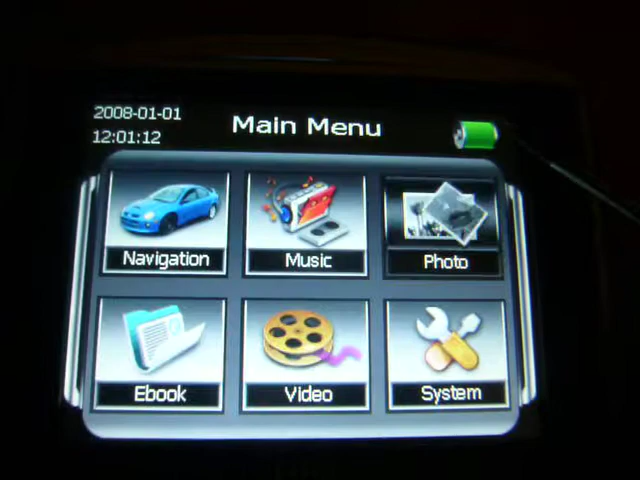 2008-01-01
12:01:12
Main Menu
Navigation
Music
Photo
Ebook
Video
System